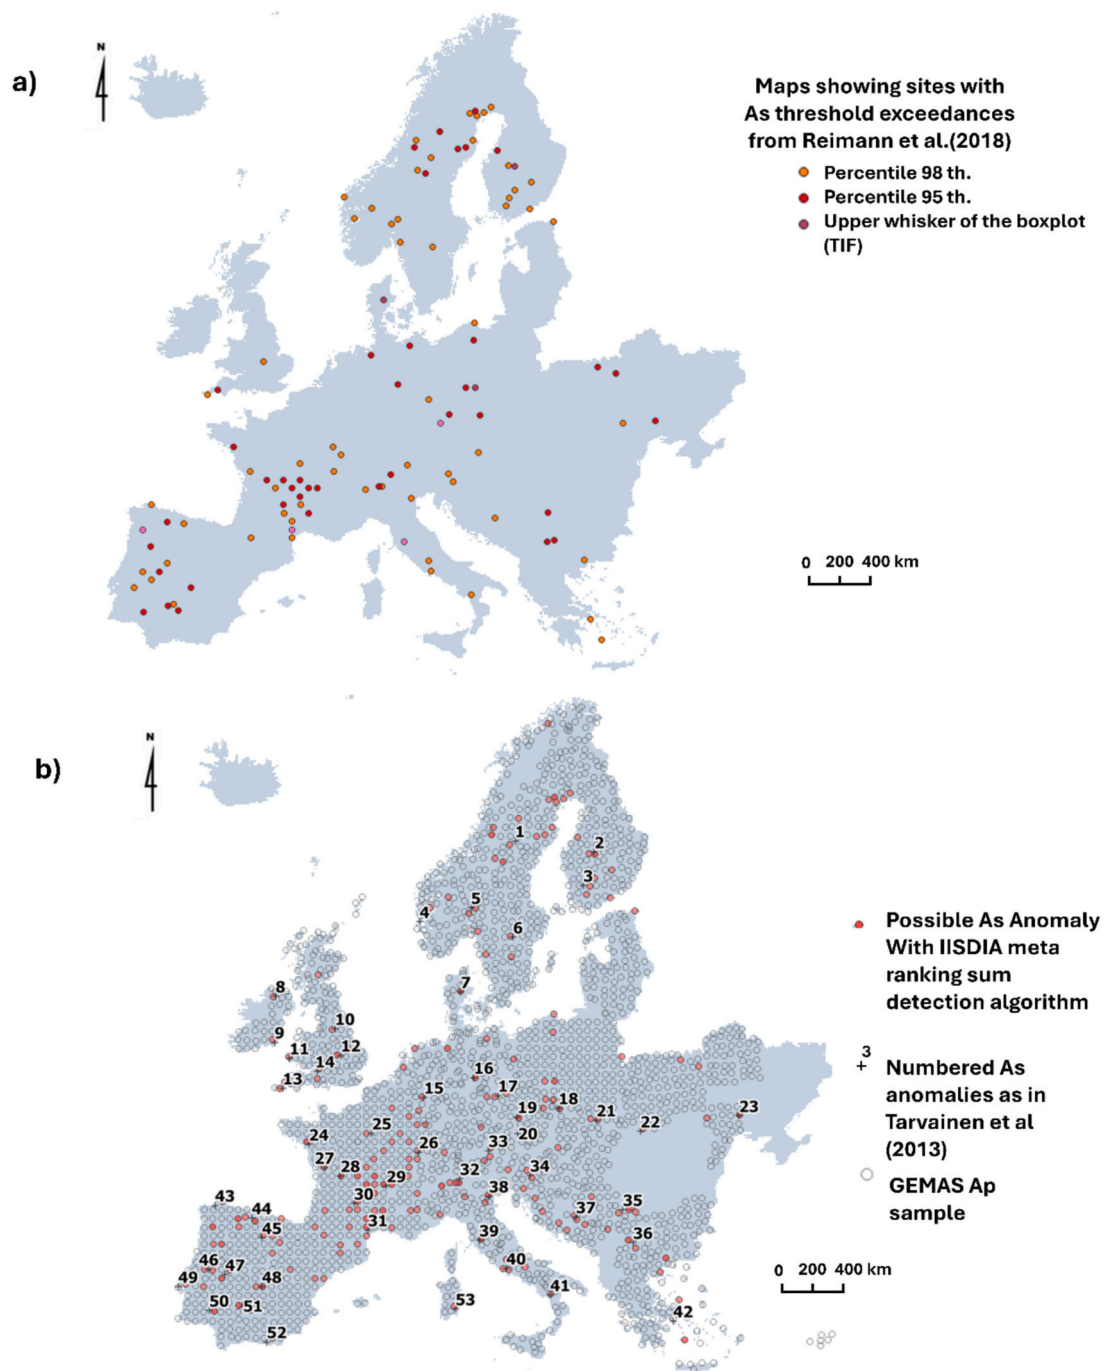 a)
N
Maps showing sites with
As threshold exceedances
from Reimann et al.(2018)
Percentile 98 th.
Percentile 95 th.
Upper whisker of the boxplot
(TIF)
0 200 400 km
b)
N
1
2
3
4
5
6
7
8
9
10
11
12
13
14
15
16
17
18
19
20
21
22
23
24
25
26
27
28
29
30
31
32
33
34
35
36
37
38
39
40
41
42
43
44
45
46
47
48
49
50
51
52
53
Possible As Anomaly
With IISDIA meta
ranking sum
detection algorithm
3
Numbered As
anomalies as in
Tarvainen et al
(2013)
GEMAS Ap
sample
0 200 400 km